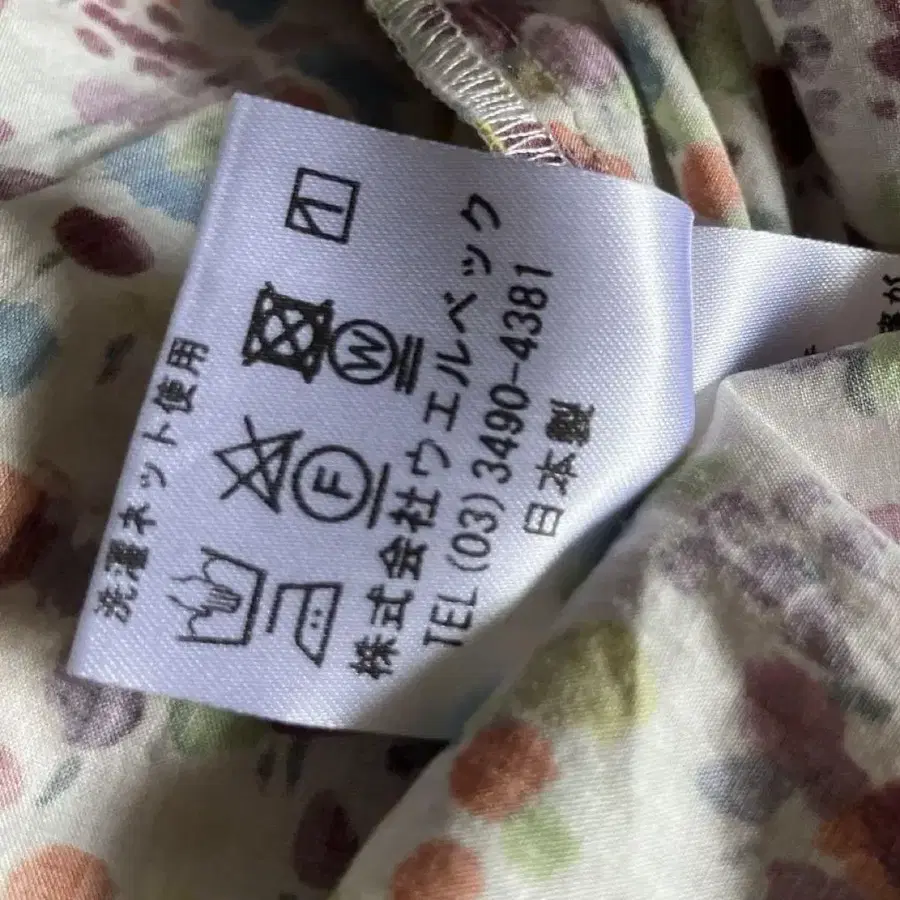 洗濯ネット使用
W
F
株式会社ウエルベック
TEL(03)3490-4381
日本製